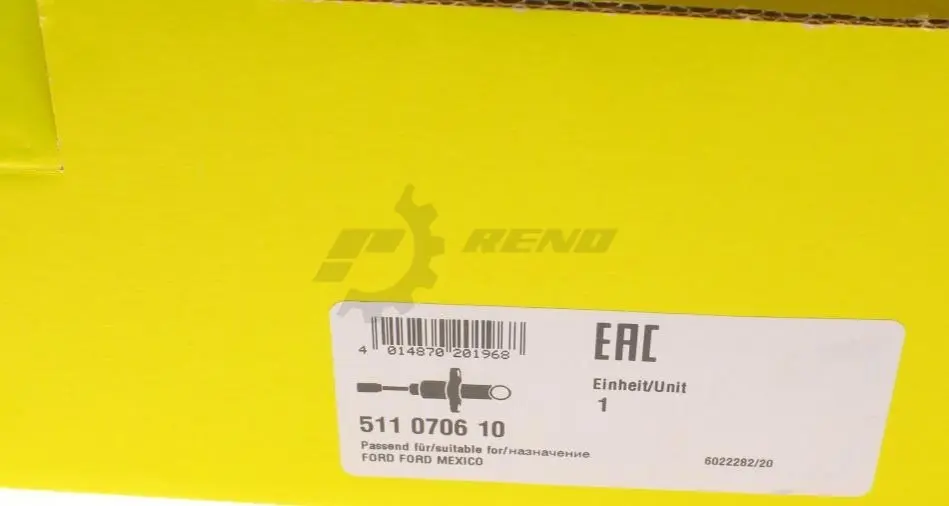 RENO
EAC
4 014870 201968
Einheit/Unit
1
511 0706 10
Passend für/suitable for/назначение
FORD FORD MEXICO
6022282/20